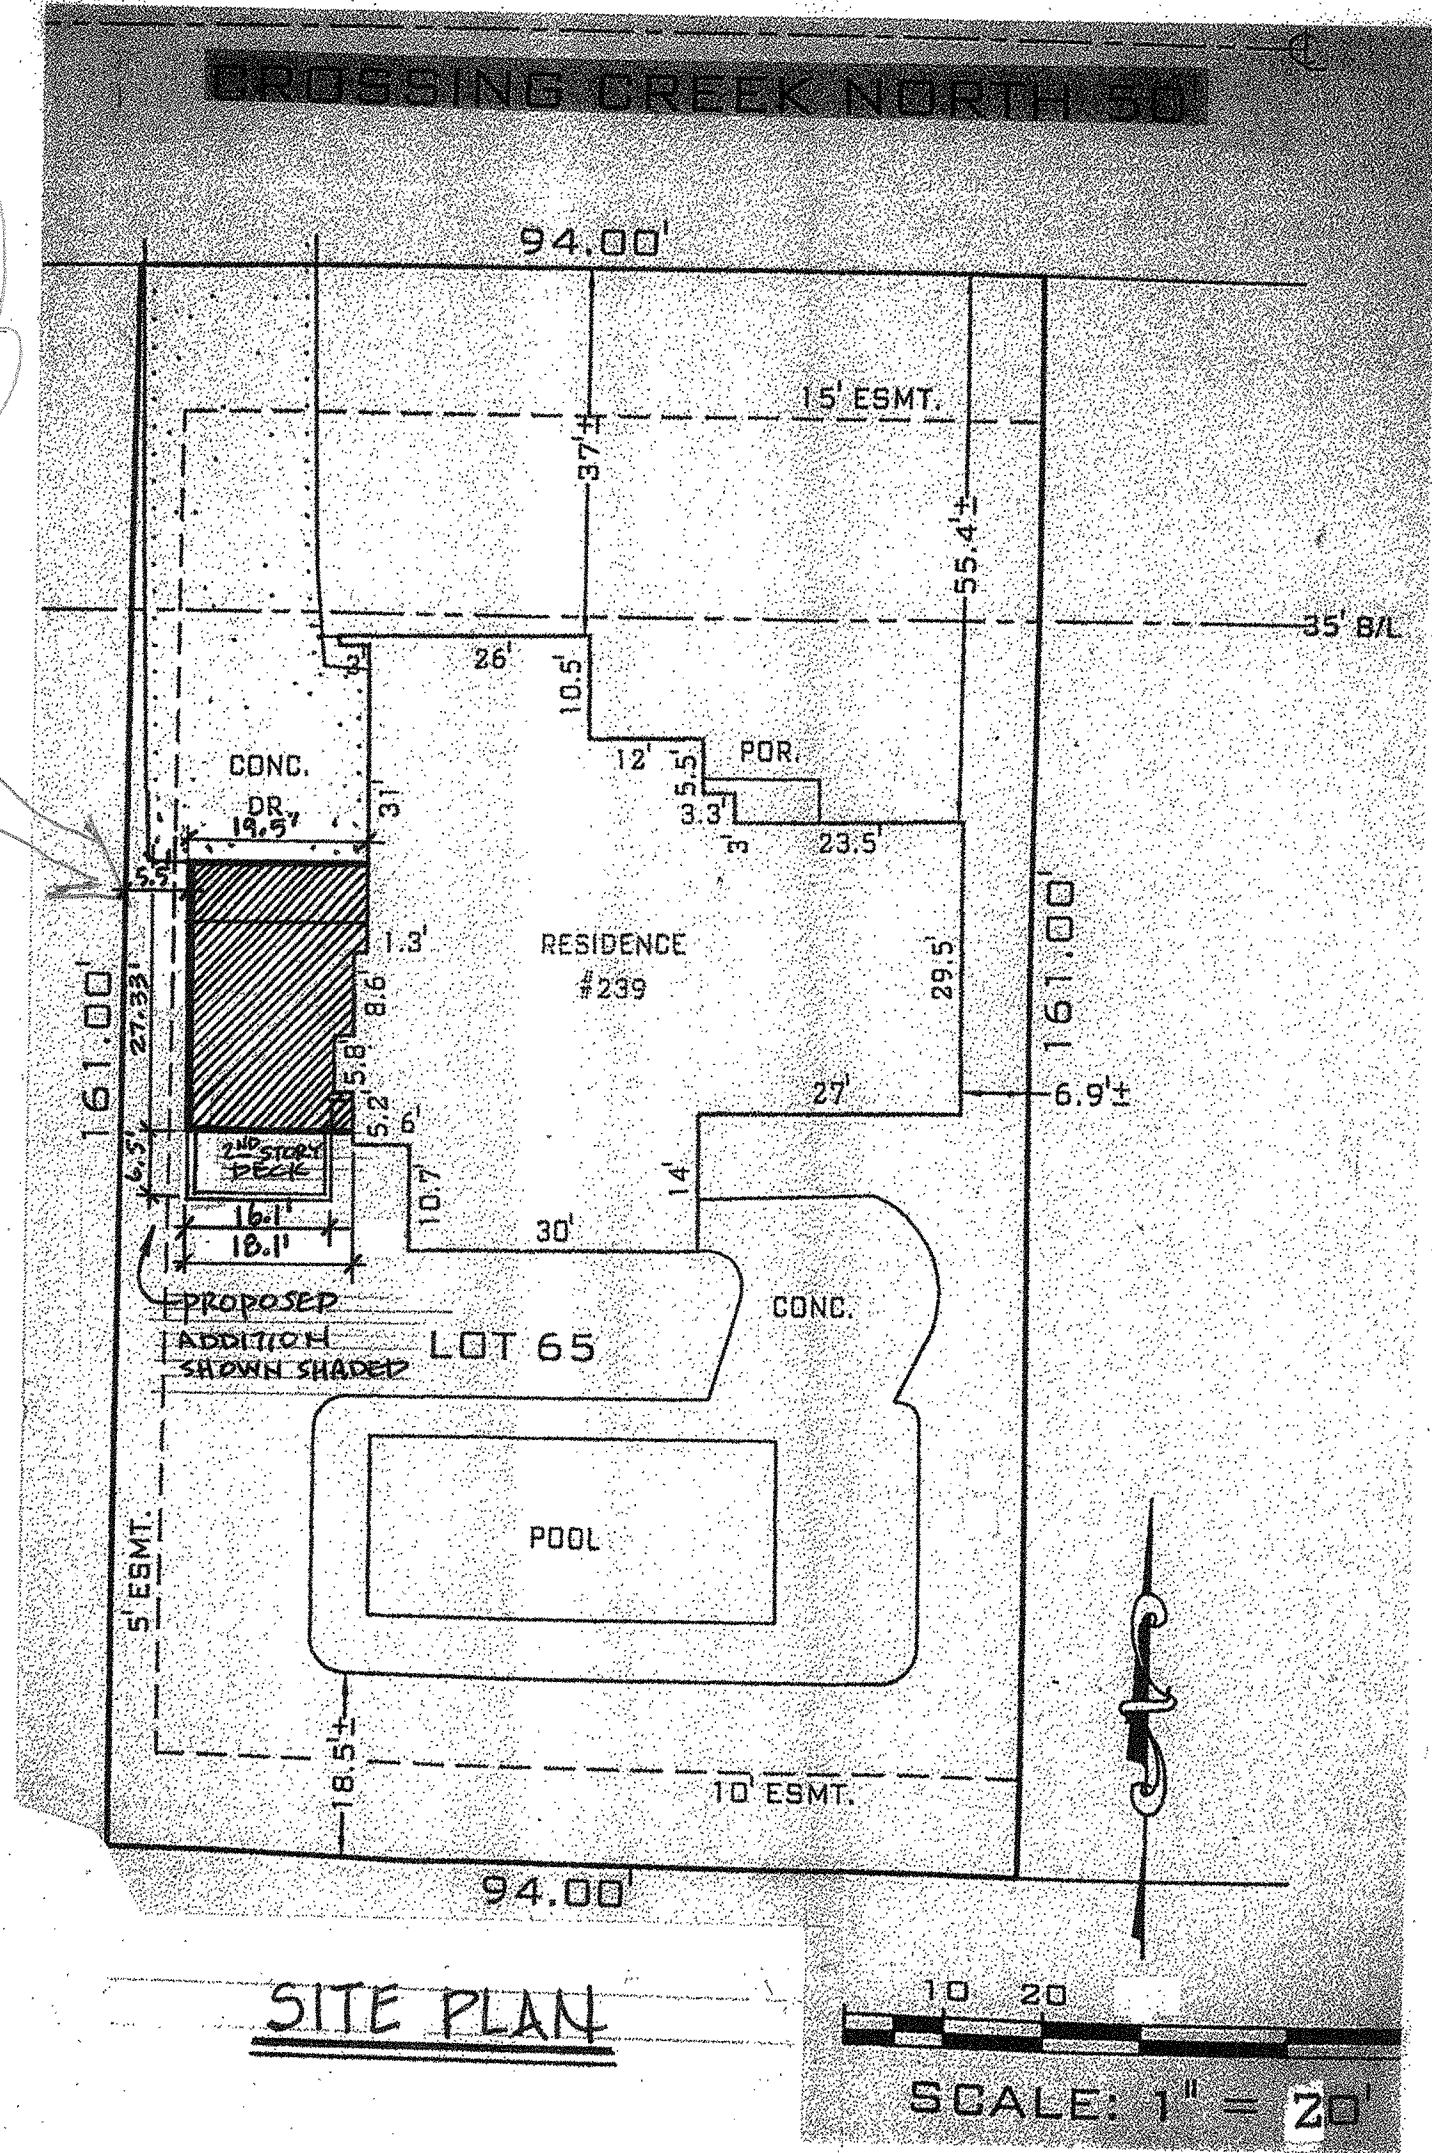 CROSSING CREEK NORTH 50'
94.00'
15' ESMT.
37'±
55.4'±
35' B/L
26'
10.5'
12'
5.5'
POR.
3.3'
3'
23.5'
CONC.
DR.
19.5'
31'
5.5'
1.3'
RESIDENCE
#239
8.6'
29.5'
161.00'
161.00'
27.33'
5.8'
5.2'
6'
27'
6.9'±
6.5'
2ND STORY
DECK
10.7'
14'
16.1'
30'
18.1'
PROPOSED
ADDITION
SHOWN SHADED
LOT 65
CONC.
POOL
5' ESMT.
18.5'±
10' ESMT.
94.00'
SITE PLAN
10 20
SCALE: 1" = 20'